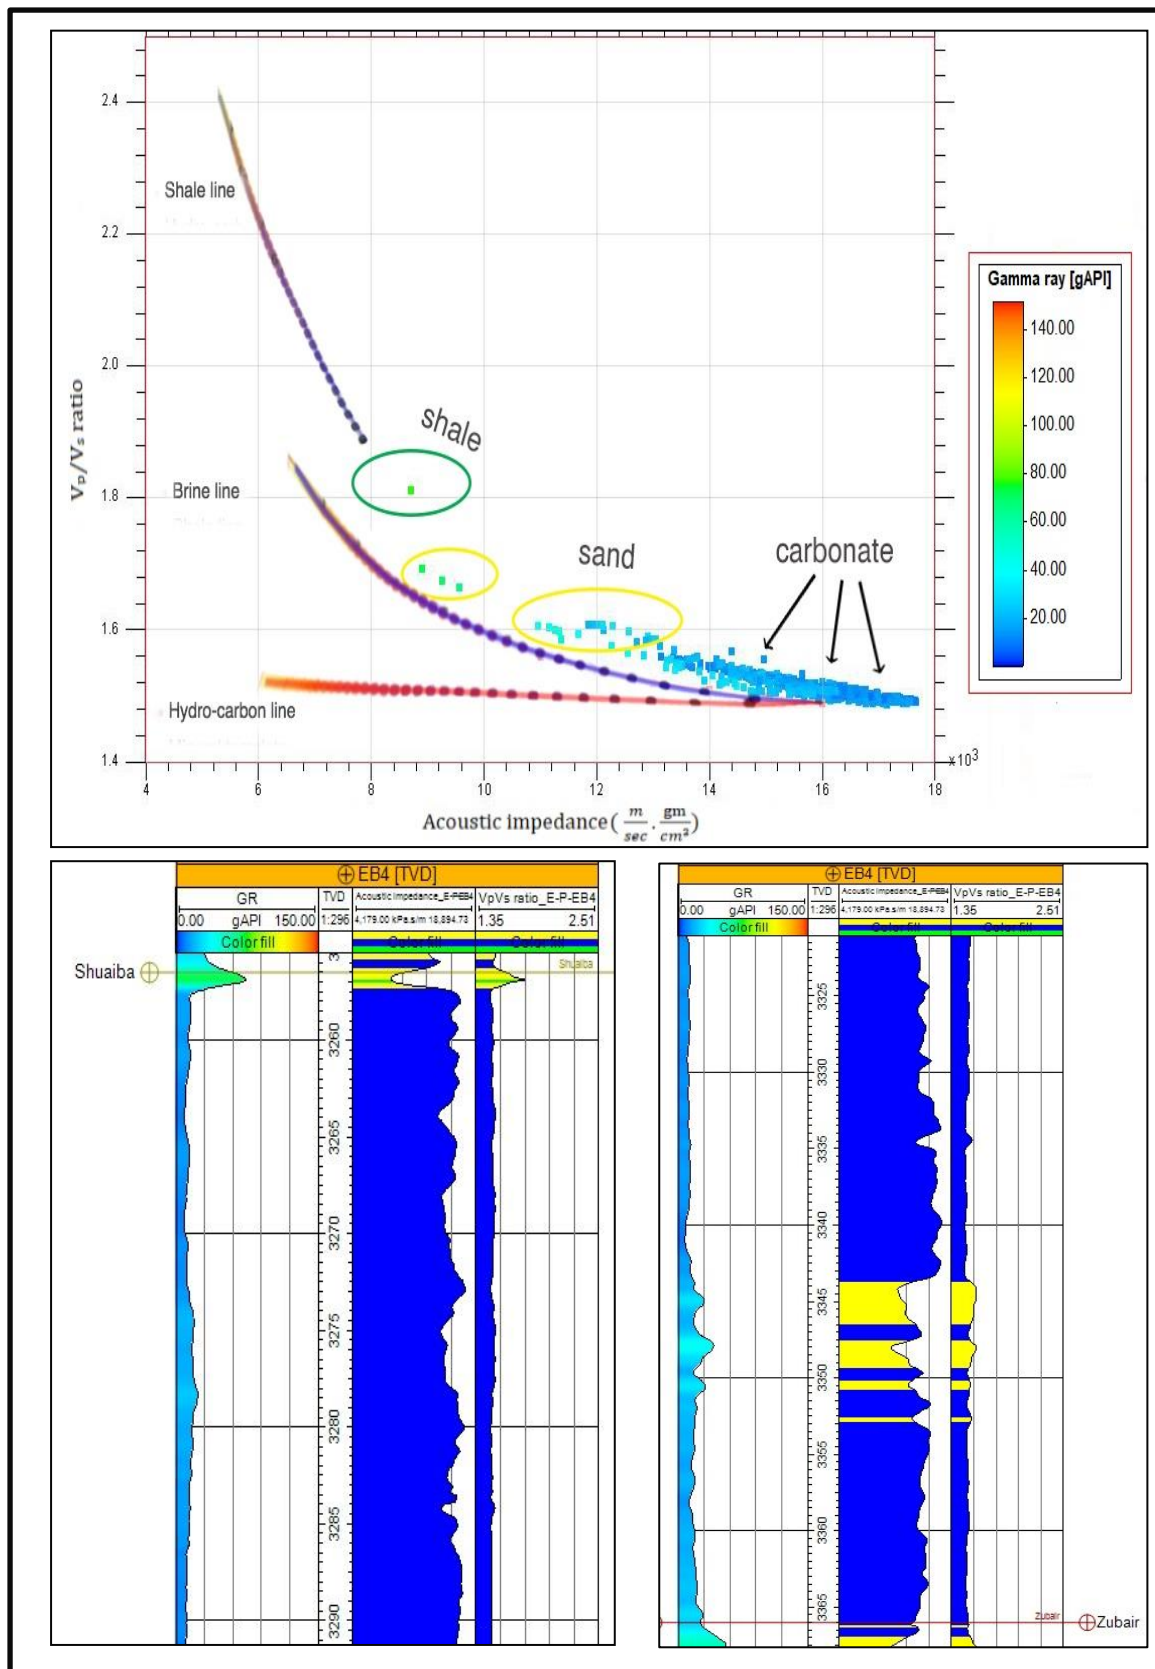 2.4
2.2
2.0
1.8
1.6
1.4
Vp/Vs ratio
Shale line
Brine line
Hydro-carbon line
shale
sand
carbonate
4 6 8 10 12 14 16 18
×10³
Acoustic impedance(m/sec . gm/cm²)
Gamma ray [gAPI]
140.00
120.00
100.00
80.00
60.00
40.00
20.00
EB4 [TVD]
GR TVD Acoustic impedance_E-P-EB4 VpVs ratio_E-P-EB4
0.00 gAPI 150.00 1:296 4,179.00 kPa.s/m 18,894.73 1.35 2.51
Color fill Color fill Color fill
Shuaiba
Shuaiba
3260
3265
3270
3275
3280
3285
3290
EB4 [TVD]
GR TVD Acoustic impedance_E-P-EB4 VpVs ratio_E-P-EB4
0.00 gAPI 150.00 1:296 4,179.00 kPa.s/m 18,894.73 1.35 2.51
Color fill Color fill Color fill
3325
3330
3335
3340
3345
3350
3355
3360
3365
Zubair
Zubair